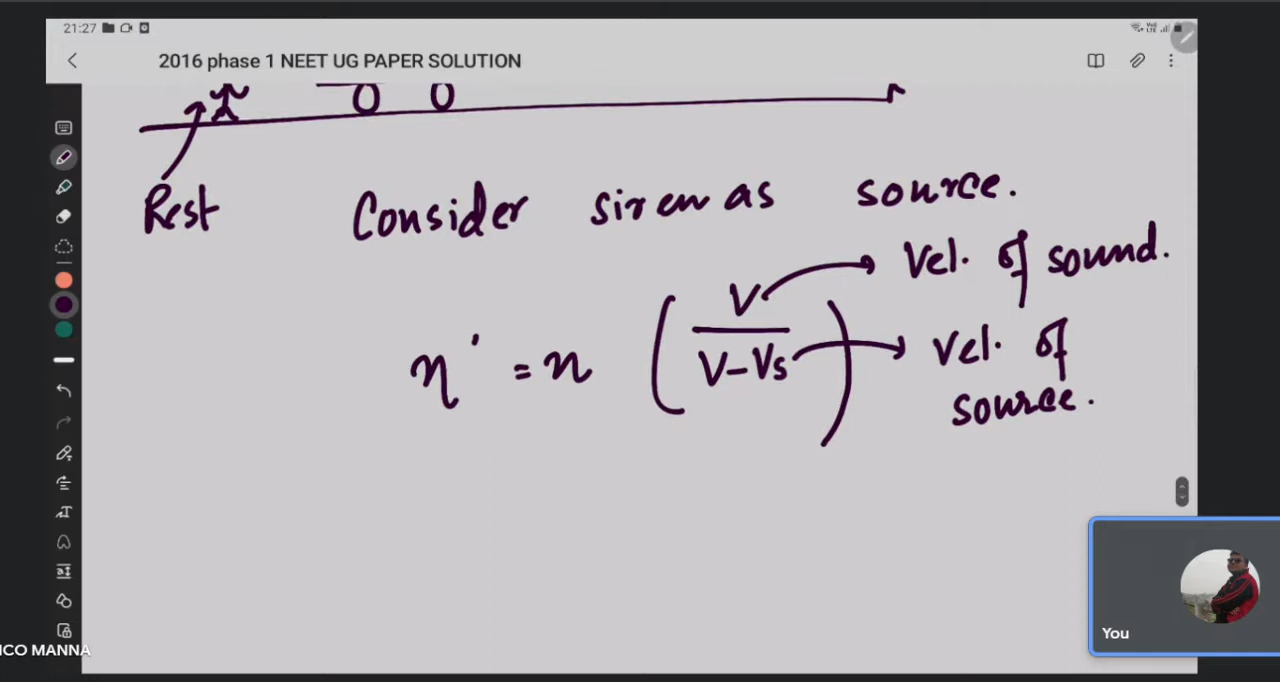 21:27
2016 phase 1 NEET UG PAPER SOLUTION
Rest Consider siren as source.
n' = n (V / V-Vs)
Vel. of sound.
Vel. of
source.
You
ICO MANNA